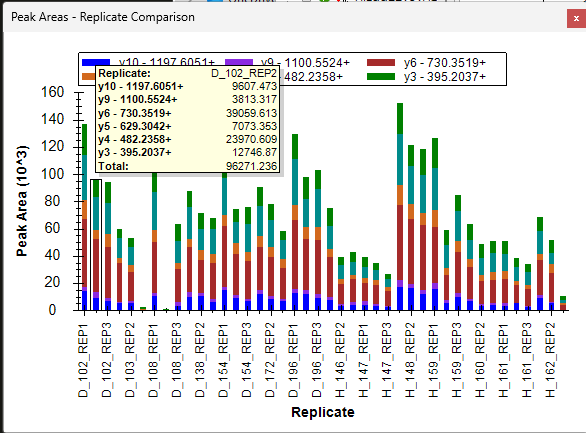 Peak Areas - Replicate Comparison
x
y10 - 1197.6051+ y9 - 1100.5524+ y6 - 730.3519+
482.2358+ y3 - 395.2037+
Replicate: D_102_REP2
y10 - 1197.6051+ 9607.473
y9 - 1100.5524+ 3813.317
y6 - 730.3519+ 39059.613
y5 - 629.3042+ 7073.353
y4 - 482.2358+ 23970.609
y3 - 395.2037+ 12746.87
Total: 96271.236
Peak Area (10^3)
160
140
120
100
80
60
40
20
0
D_102_REP1
D_102_REP3
D_103_REP2
D_108_REP1
D_108_REP3
D_138_REP2
D_154_REP1
D_154_REP3
D_172_REP2
D_196_REP1
D_196_REP3
H_146_REP2
H_147_REP1
H_147_REP3
H_148_REP2
H_159_REP1
H_159_REP3
H_160_REP2
H_161_REP1
H_161_REP3
H_162_REP2
Replicate